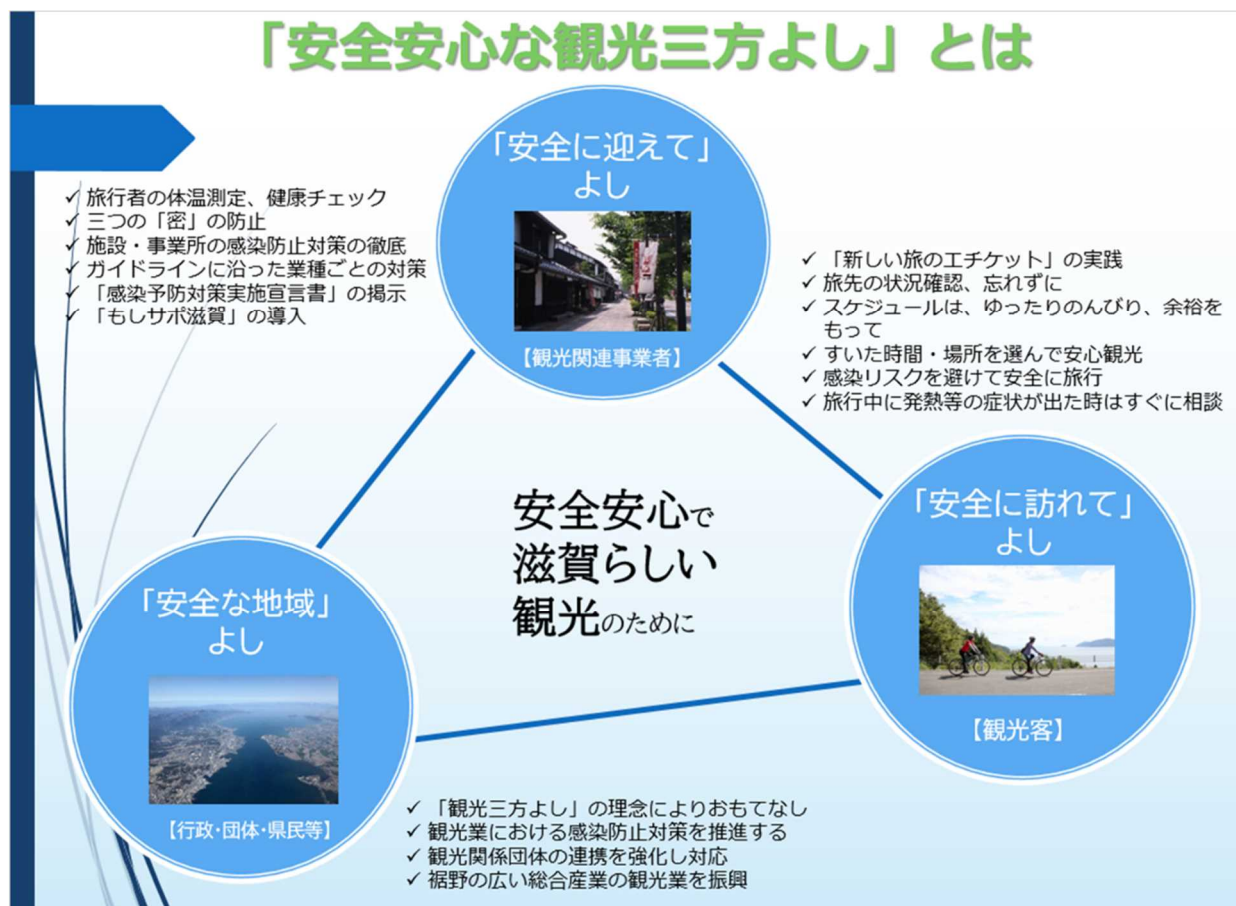 「安全安心な観光三方よし」とは
「安全に迎えて」
よし
【観光関連事業者】
✓ 旅行者の体温測定、健康チェック
✓ 三つの「密」の防止
✓ 施設・事業所の感染防止対策の徹底
✓ ガイドラインに沿った業種ごとの対策
✓ 「感染予防対策実施宣言書」の掲示
✓ 「もしサポ滋賀」の導入
✓ 「新しい旅のエチケット」の実践
✓ 旅先の状況確認、忘れずに
✓ スケジュールは、ゆったりのんびり、余裕を
もって
✓ すいた時間・場所を選んで安心観光
✓ 感染リスクを避けて安全に旅行
✓ 旅行中に発熱等の症状が出た時はすぐに相談
安全安心で
滋賀らしい
観光のために
「安全に訪れて」
よし
【観光客】
「安全な地域」
よし
【行政・団体・県民等】
✓ 「観光三方よし」の理念によりおもてなし
✓ 観光業における感染防止対策を推進する
✓ 観光関係団体の連携を強化し対応
✓ 裾野の広い総合産業の観光業を振興